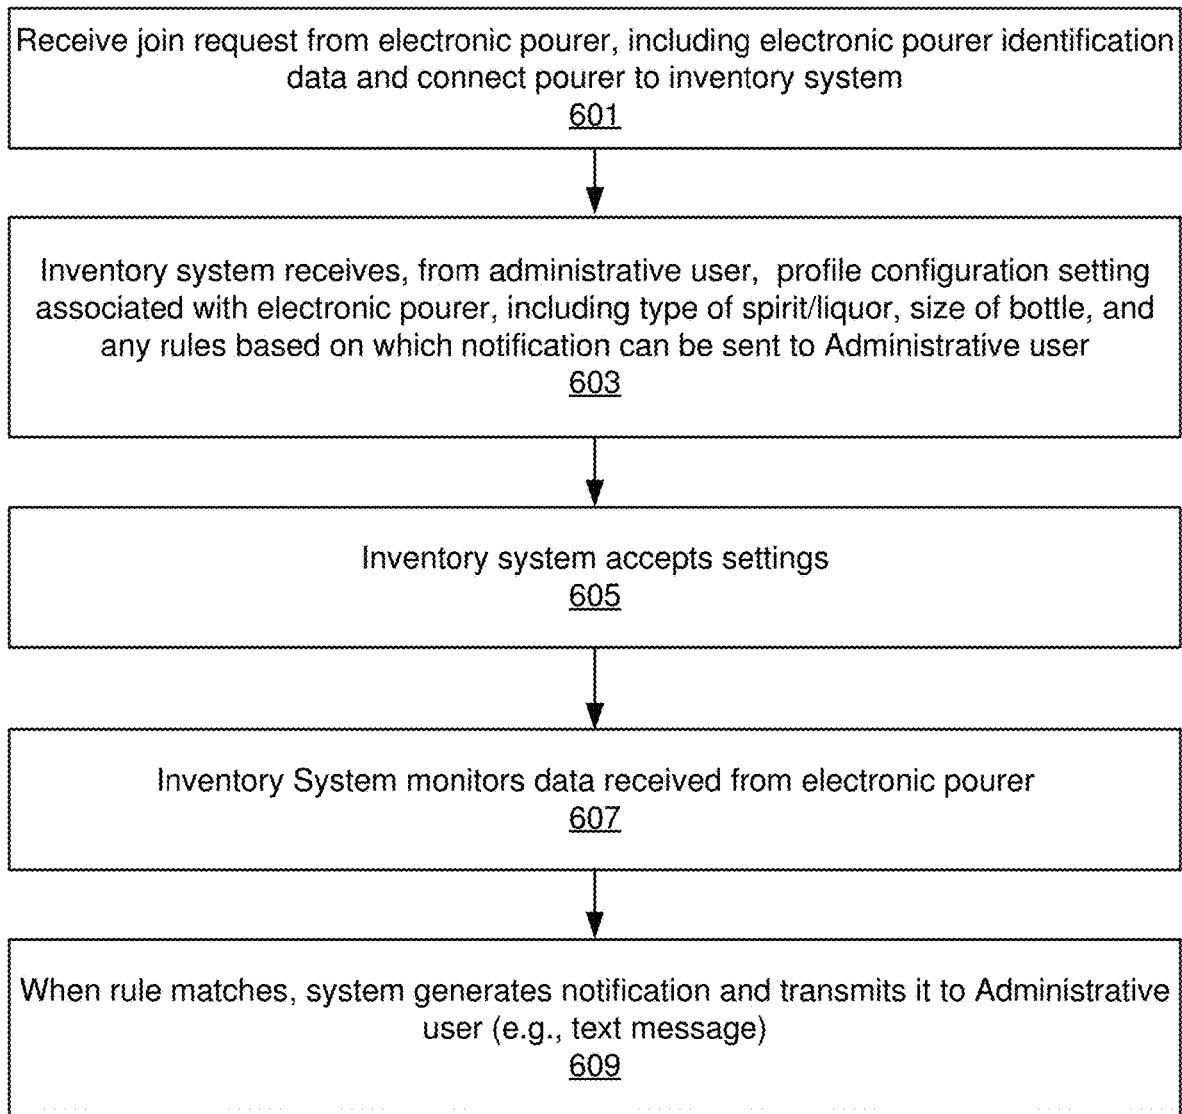 Receive join request from electronic pourer, including electronic pourer identification
data and connect pourer to inventory system
601
Inventory system receives, from administrative user,  profile configuration setting
associated with electronic pourer, including type of spirit/liquor, size of bottle, and
any rules based on which notification can be sent to Administrative user
603
Inventory system accepts settings
605
Inventory System monitors data received from electronic pourer
607
When rule matches, system generates notification and transmits it to Administrative
user (e.g., text message)
609